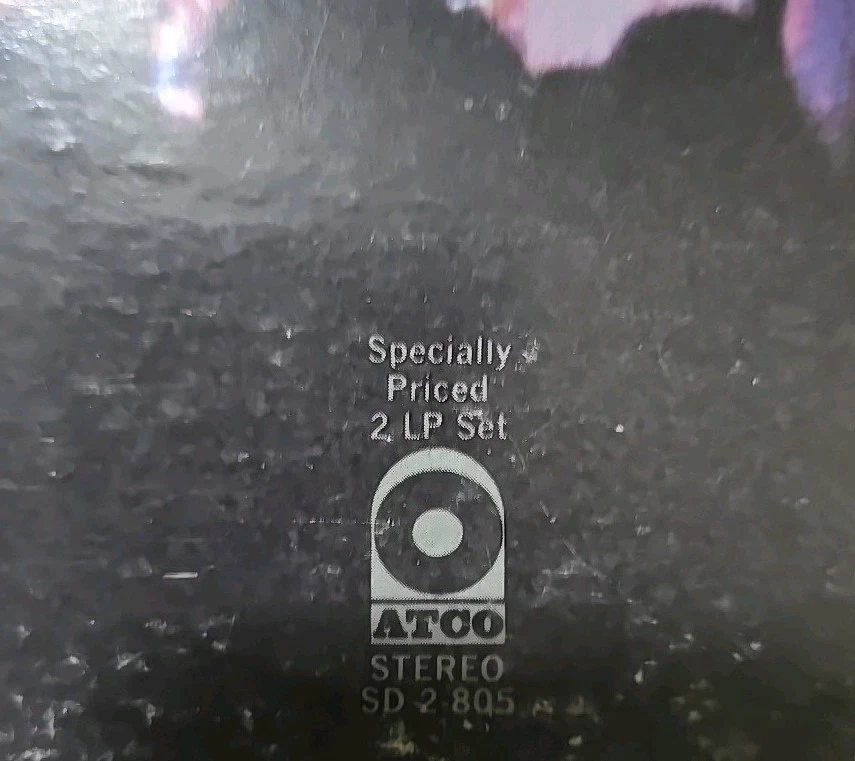 Specially
Priced
2 LP Set
ATCO
STEREO
SD 2-805